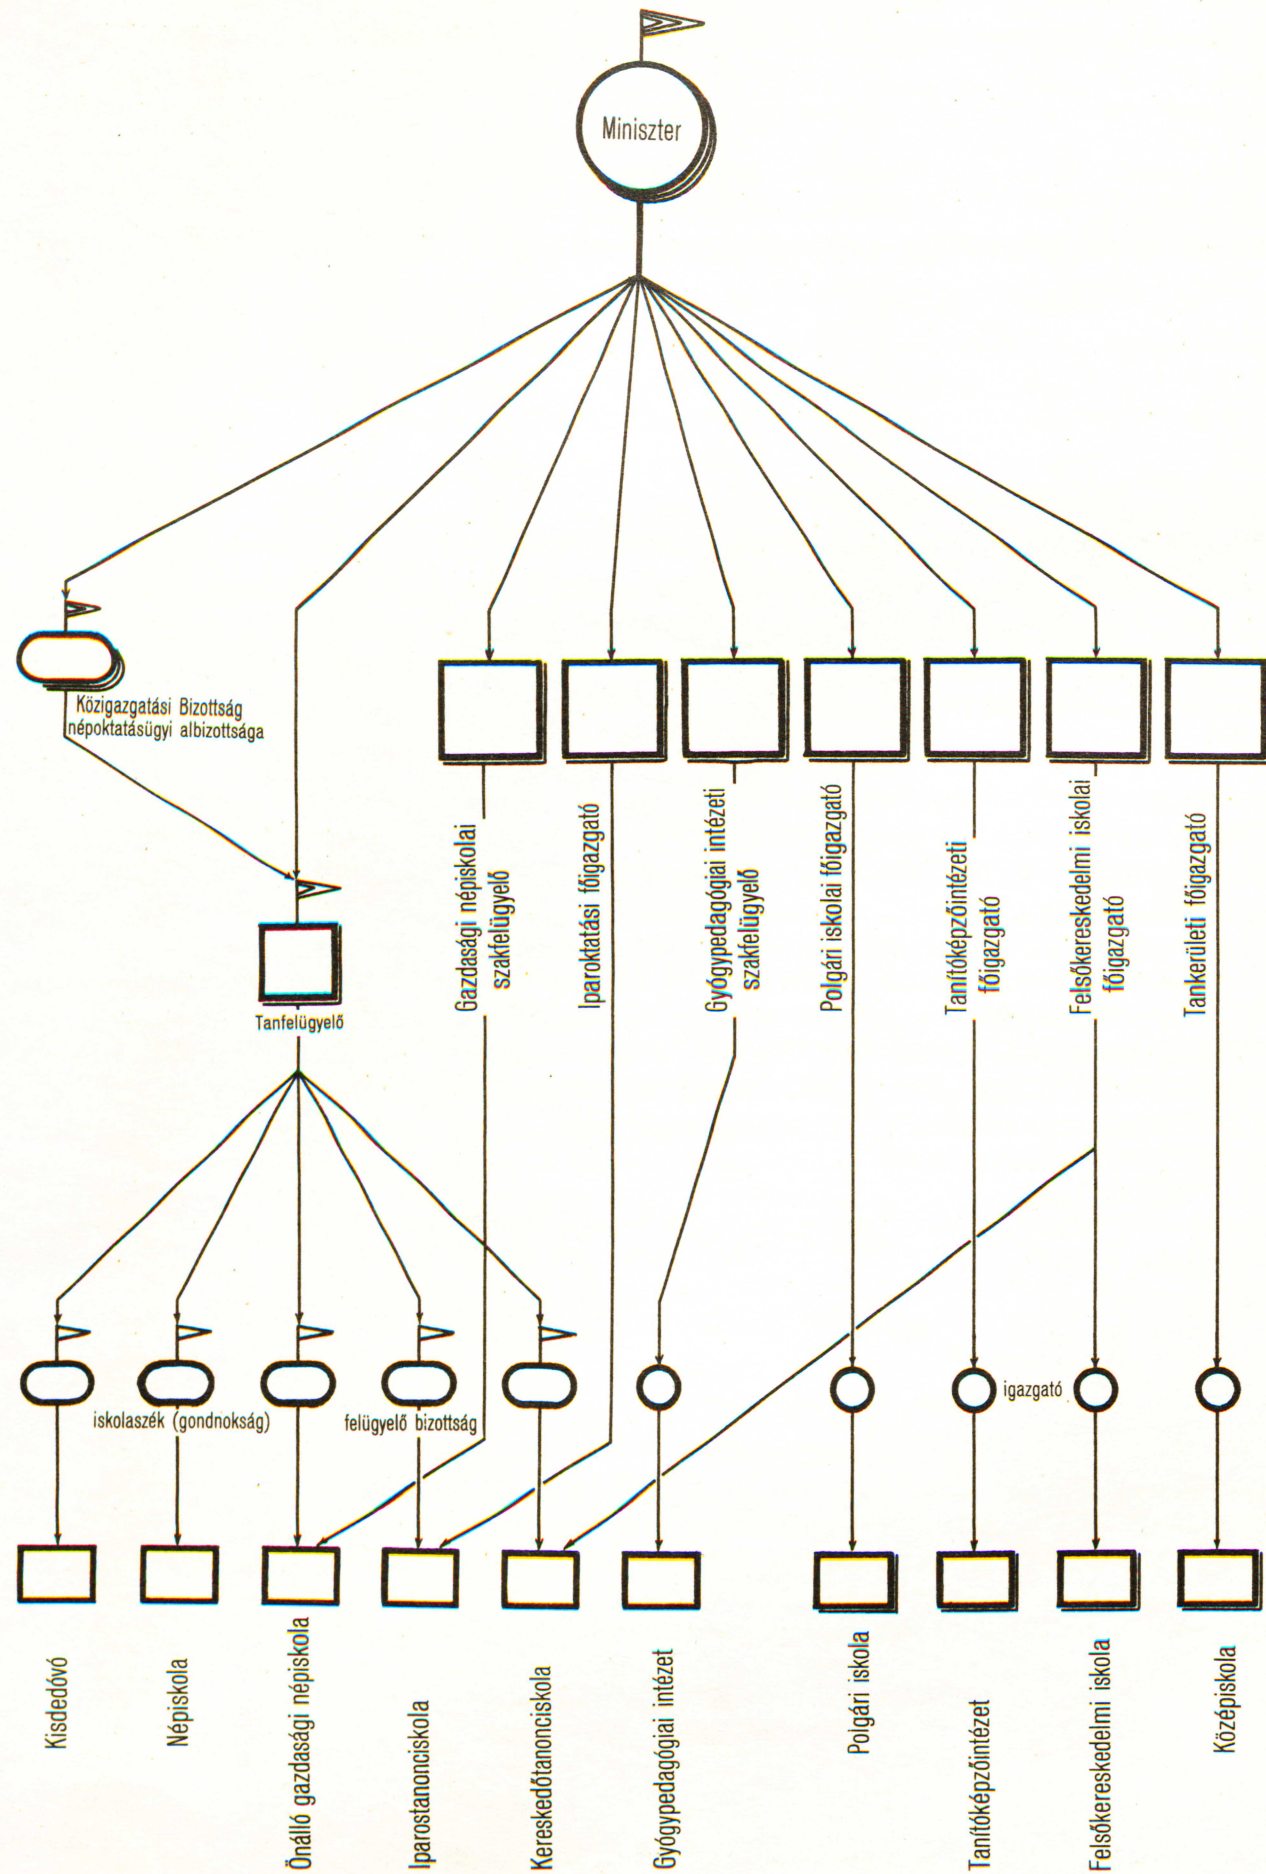 Miniszter
Közigazgatási Bizottság
népoktatásügyi albizottsága
Tanfelügyelő
Gazdasági népiskolai
szakfelügyelő
Iparoktatási főigazgató
Gyógypedagógiai intézeti
szakfelügyelő
Polgári iskolai főigazgató
Tanítóképzőintézeti
főigazgató
Felsőkereskedelmi iskolai
főigazgató
Tankerületi főigazgató
iskolaszék (gondnokság)
felügyelő bizottság
igazgató
Kisdedóvó
Népiskola
Önálló gazdasági népiskola
Iparostanonciskola
Kereskedőtanonciskola
Gyógypedagógiai intézet
Polgári iskola
Tanítóképzőintézet
Felsőkereskedelmi iskola
Középiskola